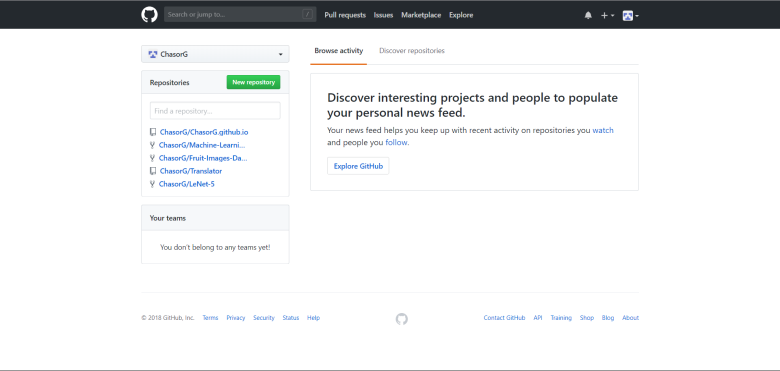 Search or jump to... /
Pull requests Issues Marketplace Explore
ChasorG
Repositories New repository
Find a repository...
ChasorG/ChasorG.github.io
ChasorG/Machine-Learni...
ChasorG/Fruit-Images-Da...
ChasorG/Translator
ChasorG/LeNet-5
Your teams
You don't belong to any teams yet!
Browse activity Discover repositories
Discover interesting projects and people to populate
your personal news feed.
Your news feed helps you keep up with recent activity on repositories you watch
and people you follow.
Explore GitHub
© 2018 GitHub, Inc. Terms Privacy Security Status Help
Contact GitHub API Training Shop Blog About